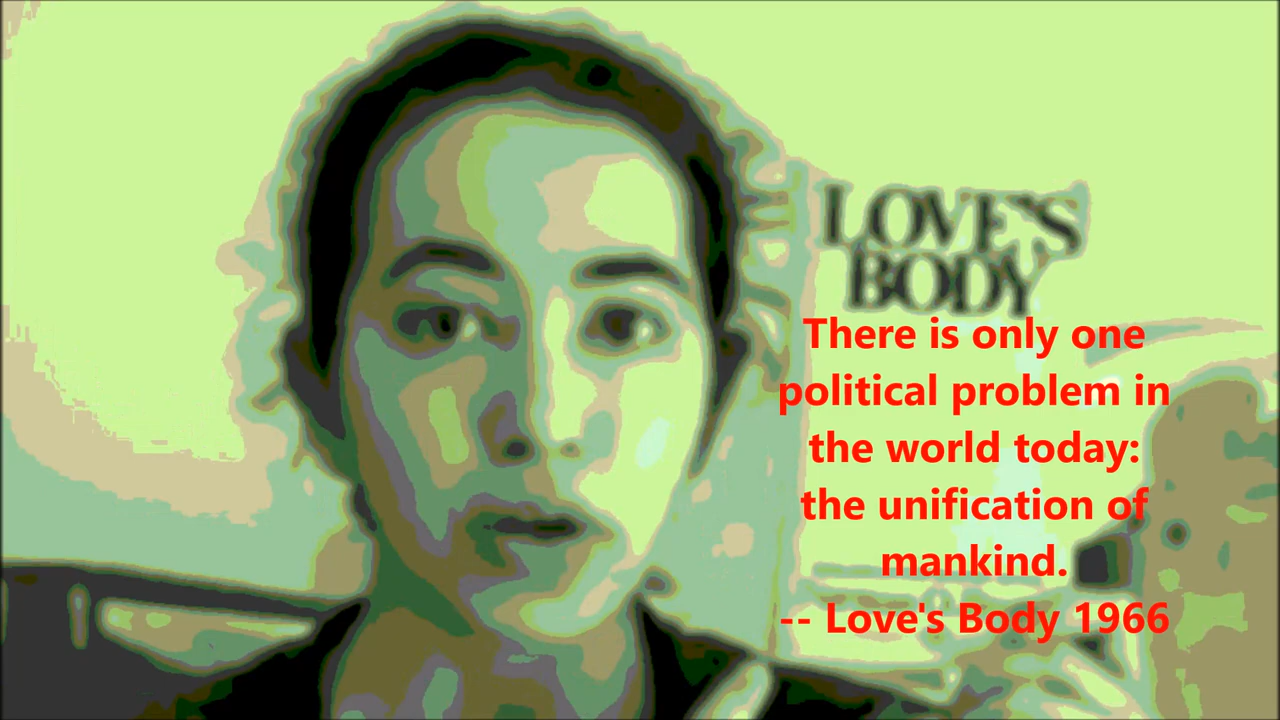 LOVE'S
BODY
There is only one
political problem in
the world today:
the unification of
mankind.
-- Love's Body 1966